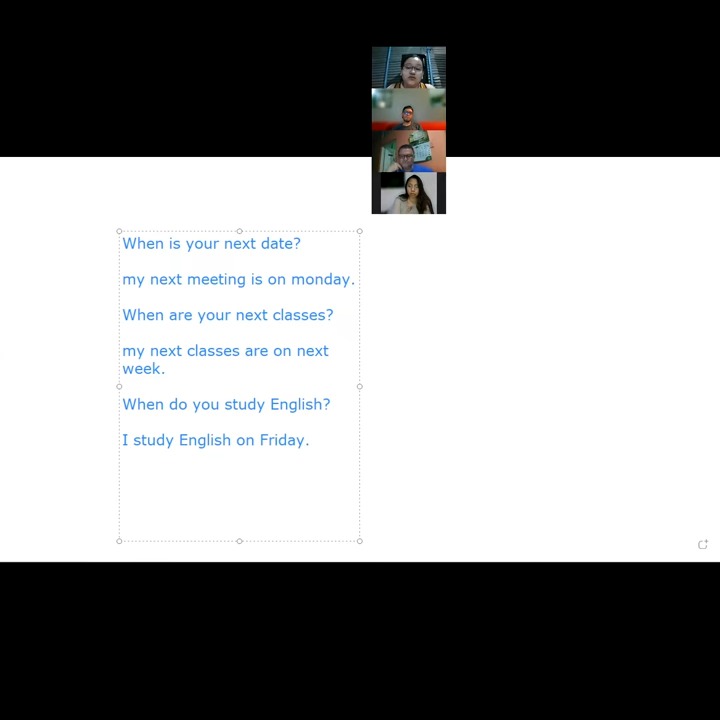 When is your next date?
my next meeting is on monday.
When are your next classes?
my next classes are on next
week.
When do you study English?
I study English on Friday.